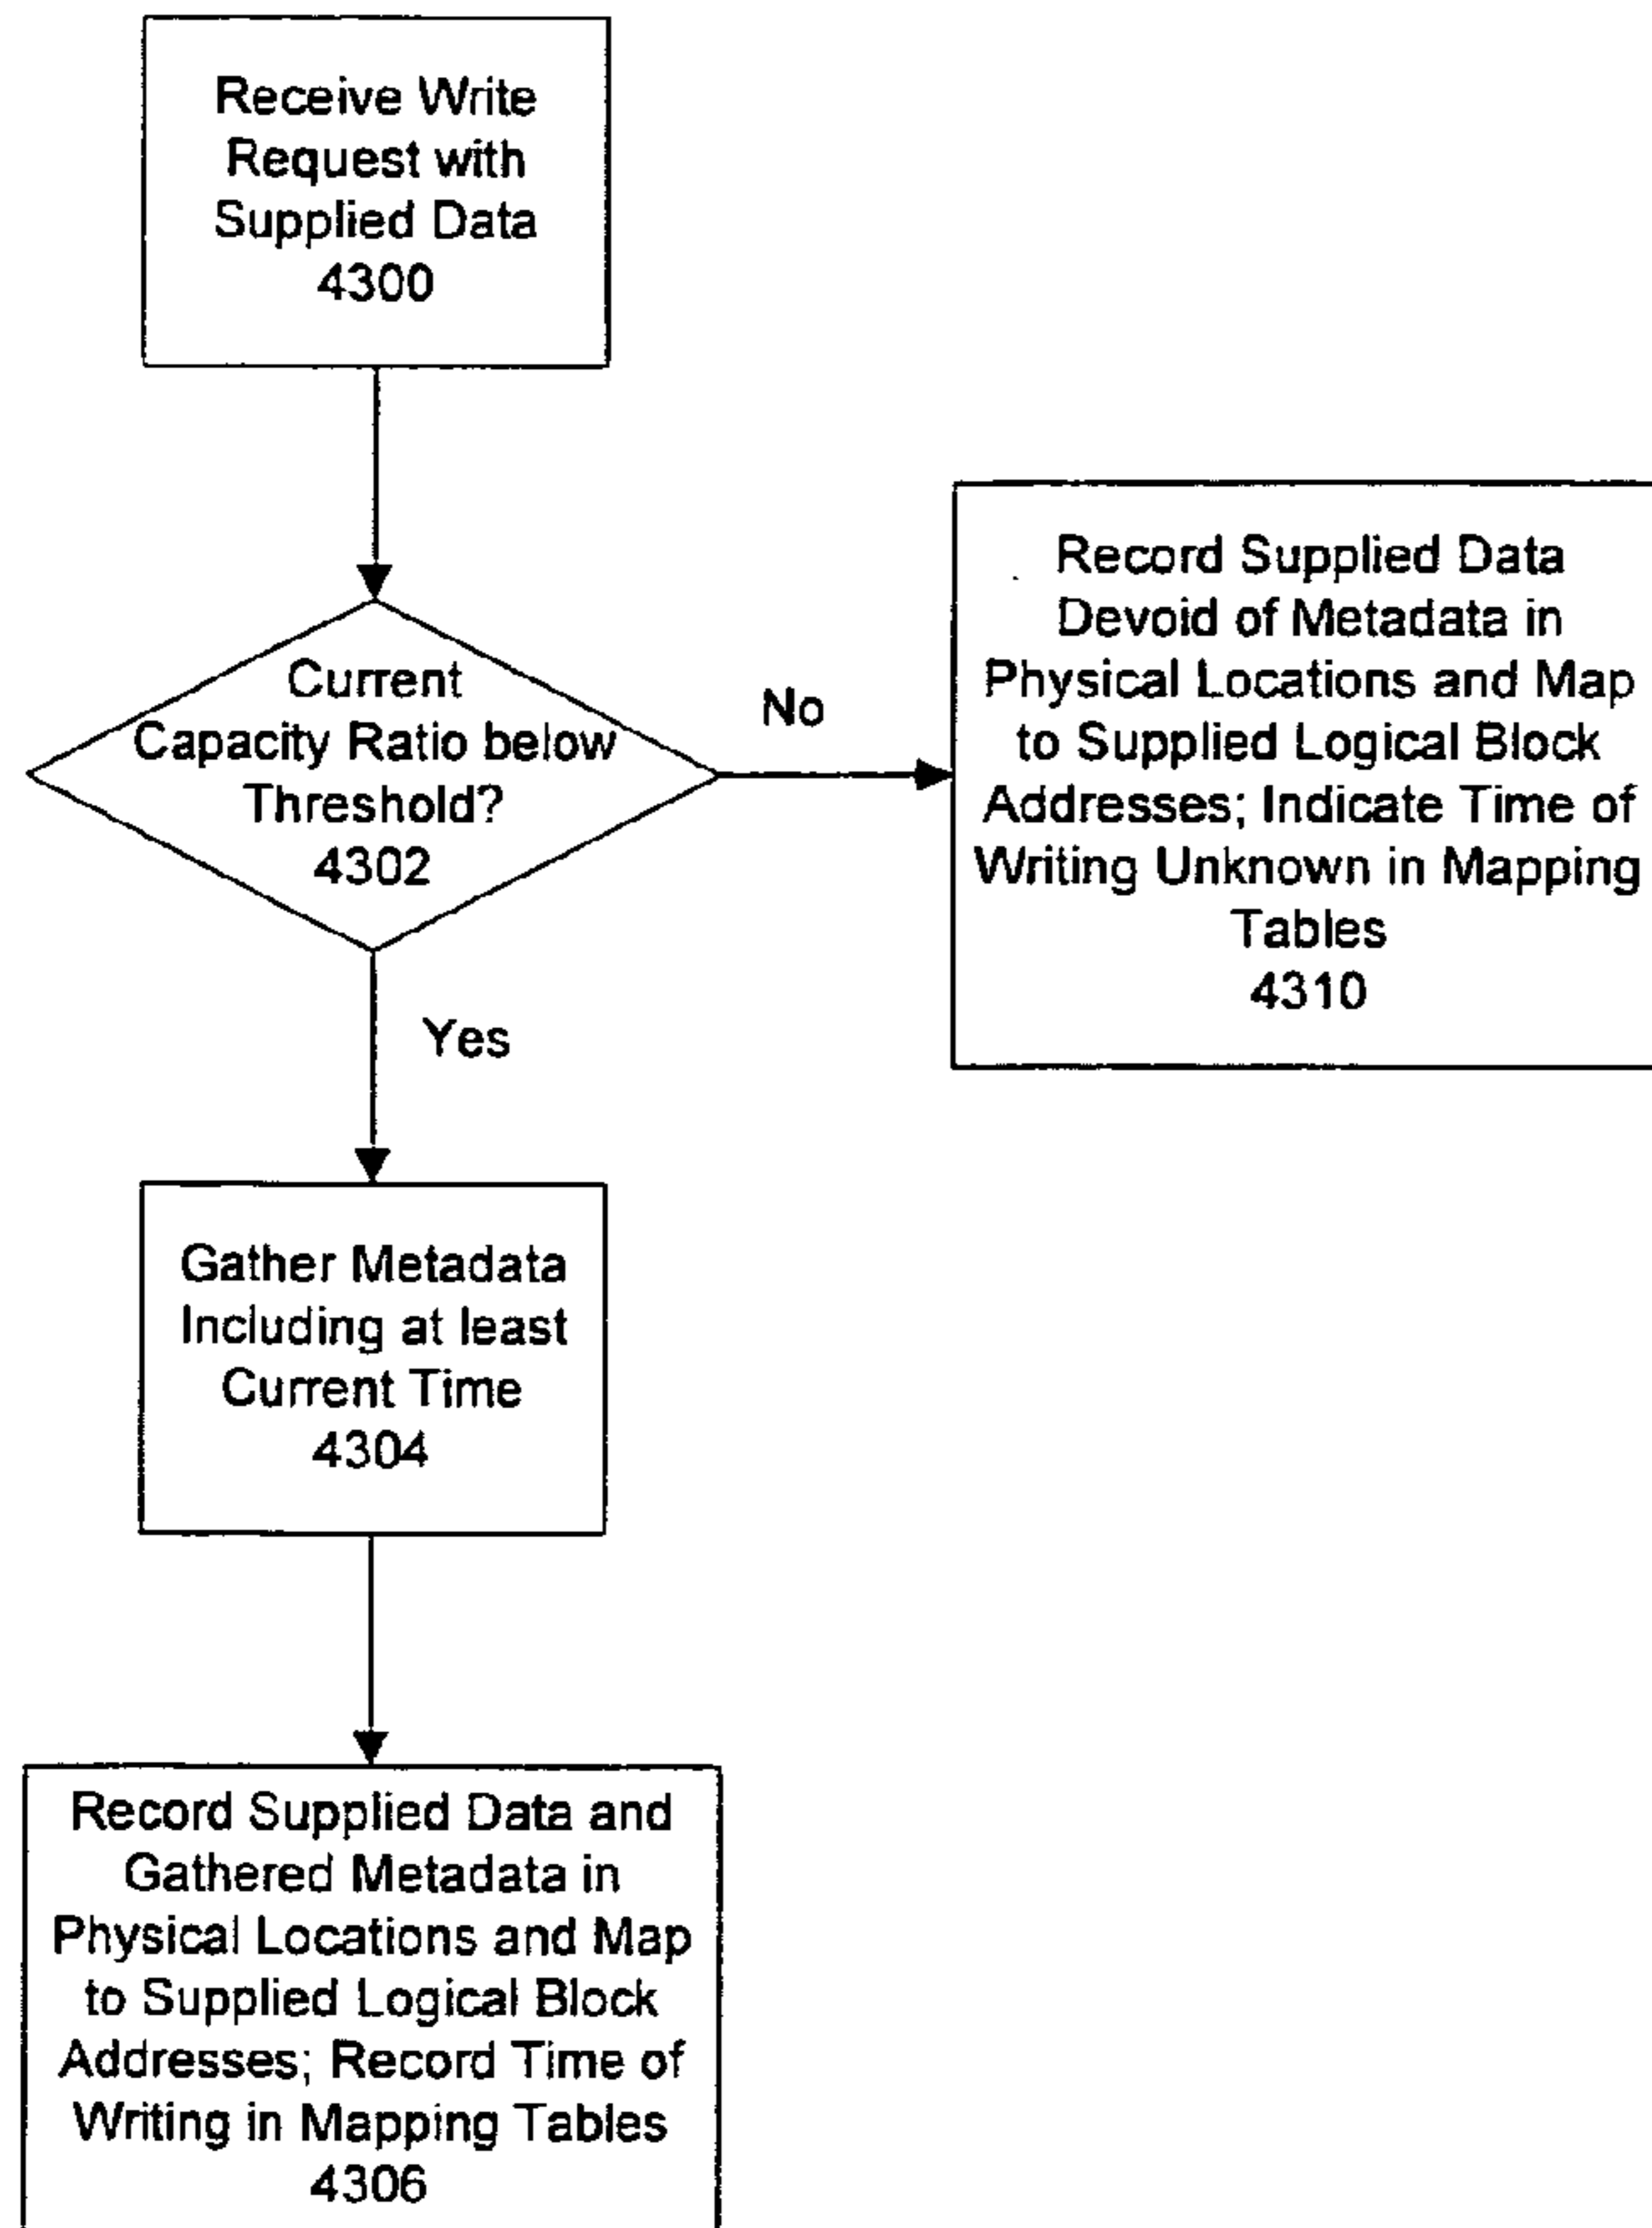 Receive Write
Request with
Supplied Data
4300
Current
Capacity Ratio below
Threshold?
4302
No
Record Supplied Data
Devoid of Metadata in
Physical Locations and Map
to Supplied Logical Block
Addresses; Indicate Time of
Writing Unknown in Mapping
Tables
4310
Yes
Gather Metadata
Including at least
Current Time
4304
Record Supplied Data and
Gathered Metadata in
Physical Locations and Map
to Supplied Logical Block
Addresses; Record Time of
Writing in Mapping Tables
4306